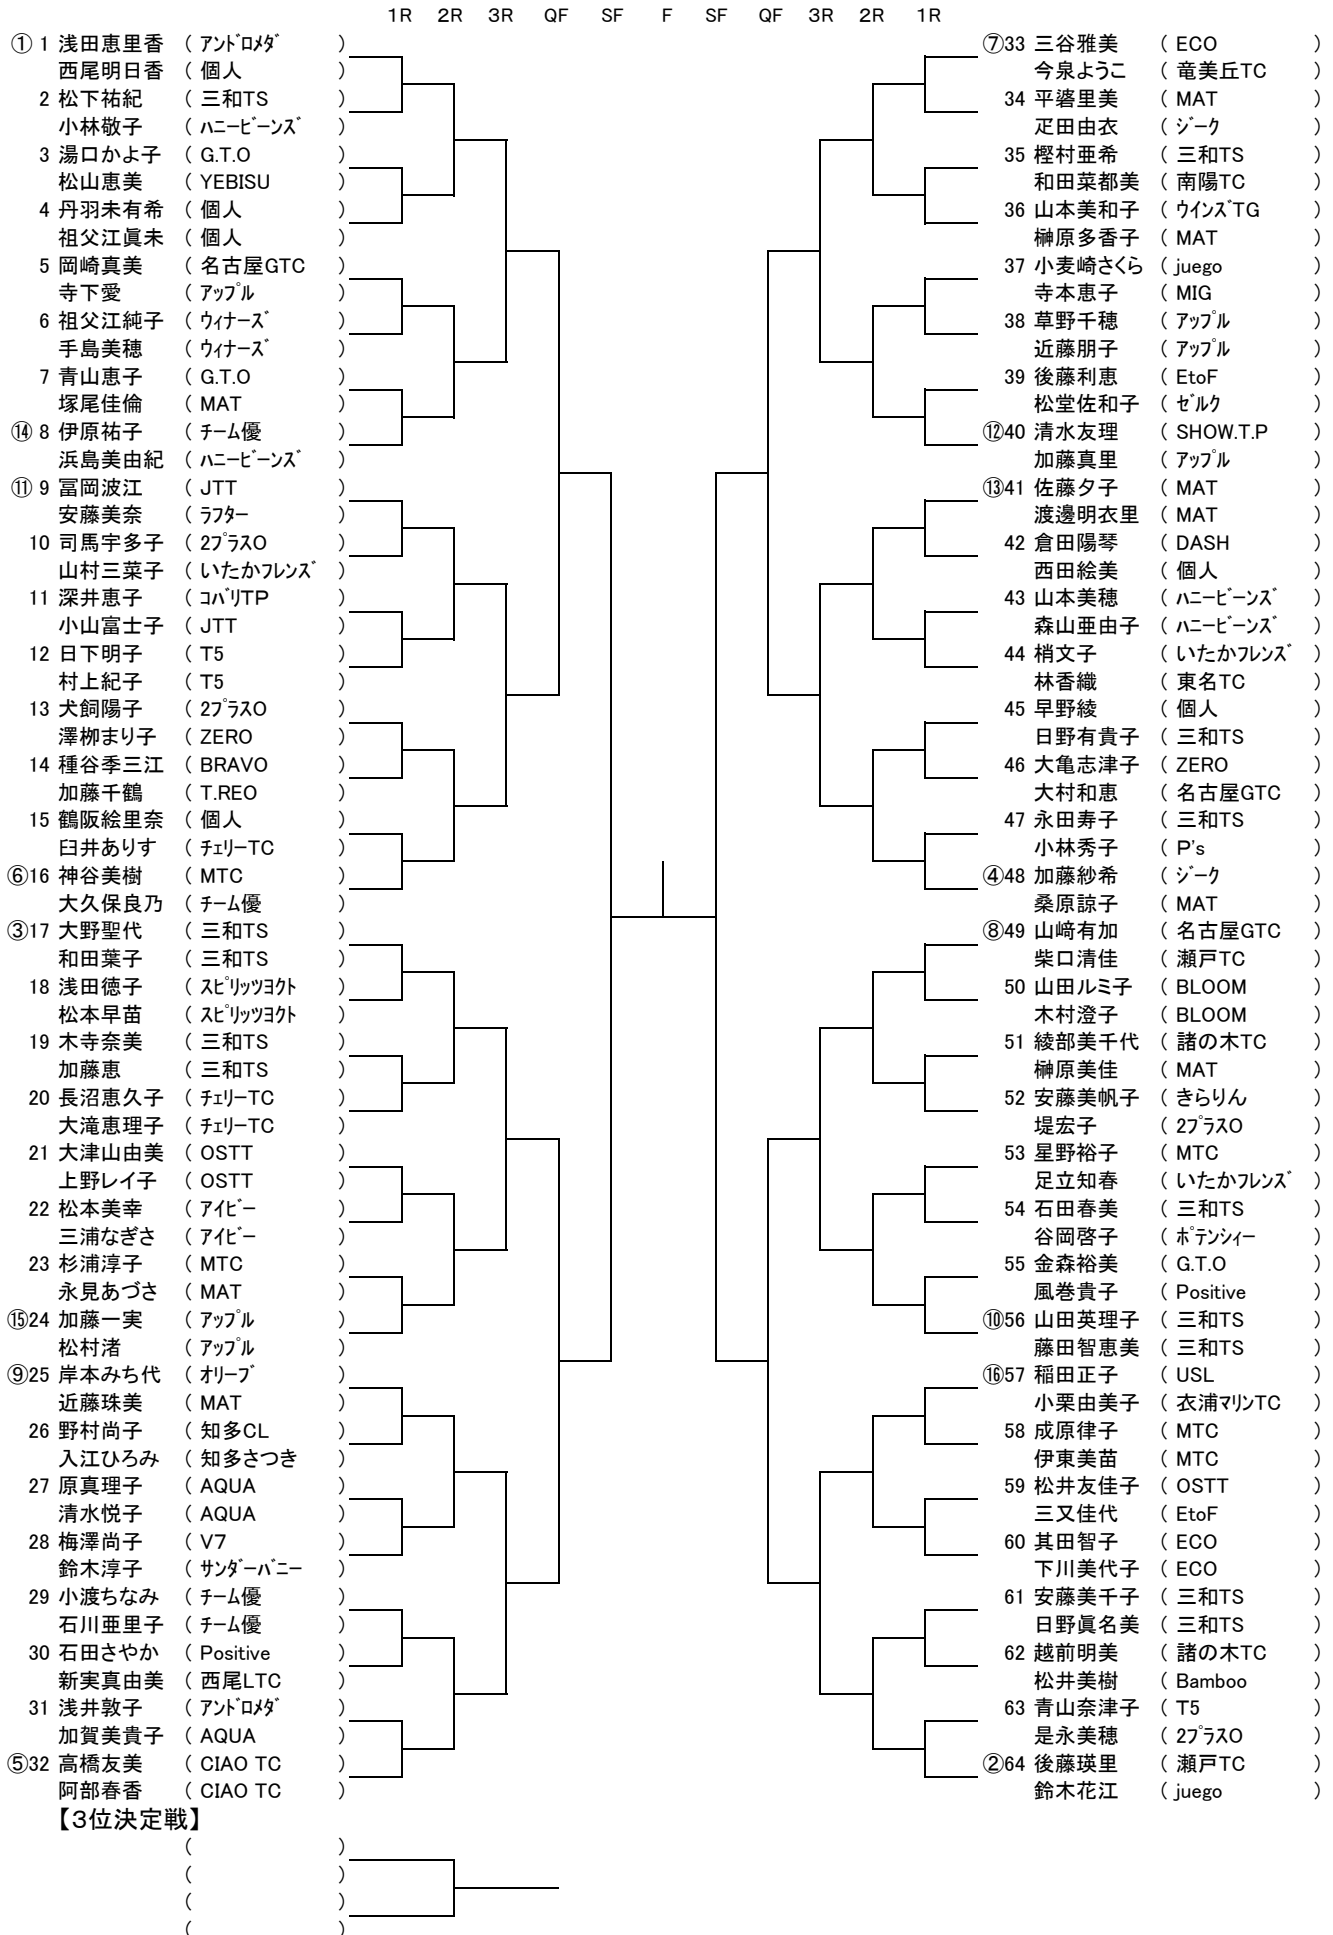 1R 2R 3R QF SF F SF QF 3R 2R 1R
① 1 浅田恵里香 ( アンドロメダ )
西尾明日香 ( 個人 )
2 松下祐紀 ( 三和TS )
小林敬子 ( ハニービーンズ )
3 湯口かよ子 ( G.T.O )
松山恵美 ( YEBISU )
4 丹羽未有希 ( 個人 )
祖父江眞未 ( 個人 )
5 岡崎真美 ( 名古屋GTC )
寺下愛 ( アップル )
6 祖父江純子 ( ウィナーズ )
手島美穂 ( ウィナーズ )
7 青山恵子 ( G.T.O )
塚尾佳倫 ( MAT )
⑭ 8 伊原祐子 ( チーム優 )
浜島美由紀 ( ハニービーンズ )
⑪ 9 冨岡波江 ( JTT )
安藤美奈 ( ラフター )
10 司馬宇多子 ( 2プラスO )
山村三菜子 ( いたかフレンズ )
11 深井恵子 ( コバリTP )
小山富士子 ( JTT )
12 日下明子 ( T5 )
村上紀子 ( T5 )
13 犬飼陽子 ( 2プラスO )
澤栁まり子 ( ZERO )
14 種谷季三江 ( BRAVO )
加藤千鶴 ( T.REO )
15 鶴阪絵里奈 ( 個人 )
臼井ありす ( チェリーTC )
⑥16 神谷美樹 ( MTC )
大久保良乃 ( チーム優 )
③17 大野聖代 ( 三和TS )
和田葉子 ( 三和TS )
18 浅田徳子 ( スピリッツヨクト )
松本早苗 ( スピリッツヨクト )
19 木寺奈美 ( 三和TS )
加藤恵 ( 三和TS )
20 長沼恵久子 ( チェリーTC )
大滝恵理子 ( チェリーTC )
21 大津山由美 ( OSTT )
上野レイ子 ( OSTT )
22 松本美幸 ( アイビー )
三浦なぎさ ( アイビー )
23 杉浦淳子 ( MTC )
永見あづさ ( MAT )
⑮24 加藤一実 ( アップル )
松村渚 ( アップル )
⑨25 岸本みち代 ( オリーブ )
近藤珠美 ( MAT )
26 野村尚子 ( 知多CL )
入江ひろみ ( 知多さつき )
27 原真理子 ( AQUA )
清水悦子 ( AQUA )
28 梅澤尚子 ( V7 )
鈴木淳子 ( サンダーバニー )
29 小渡ちなみ ( チーム優 )
石川亜里子 ( チーム優 )
30 石田さやか ( Positive )
新実真由美 ( 西尾LTC )
31 浅井敦子 ( アンドロメダ )
加賀美貴子 ( AQUA )
⑤32 高橋友美 ( CIAO TC )
阿部春香 ( CIAO TC )
【3位決定戦】
( )
( )
( )
( )
⑦33 三谷雅美 ( ECO )
今泉ようこ ( 竜美丘TC )
34 平婆里美 ( MAT )
疋田由衣 ( ジーク )
35 樫村亜希 ( 三和TS )
和田菜都美 ( 南陽TC )
36 山本美和子 ( ウインズTG )
榊原多香子 ( MAT )
37 小麦崎さくら ( juego )
寺本恵子 ( MIG )
38 草野千穂 ( アップル )
近藤朋子 ( アップル )
39 後藤利恵 ( EtoF )
松堂佐和子 ( ゼルク )
⑫40 清水友理 ( SHOW.T.P )
加藤真里 ( アップル )
⑬41 佐藤夕子 ( MAT )
渡邊明衣里 ( MAT )
42 倉田陽琴 ( DASH )
西田絵美 ( 個人 )
43 山本美穂 ( ハニービーンズ )
森山亜由子 ( ハニービーンズ )
44 梢文子 ( いたかフレンズ )
林香織 ( 東名TC )
45 早野綾 ( 個人 )
日野有貴子 ( 三和TS )
46 大亀志津子 ( ZERO )
大村和恵 ( 名古屋GTC )
47 永田寿子 ( 三和TS )
小林秀子 ( P's )
④48 加藤紗希 ( ジーク )
桑原諒子 ( MAT )
⑧49 山﨑有加 ( 名古屋GTC )
柴口清佳 ( 瀬戸TC )
50 山田ルミ子 ( BLOOM )
木村澄子 ( BLOOM )
51 綾部美千代 ( 諸の木TC )
榊原美佳 ( MAT )
52 安藤美帆子 ( きらりん )
堤宏子 ( 2プラスO )
53 星野裕子 ( MTC )
足立知春 ( いたかフレンズ )
54 石田春美 ( 三和TS )
谷岡啓子 ( ポテンシィー )
55 金森裕美 ( G.T.O )
風巻貴子 ( Positive )
⑩56 山田英理子 ( 三和TS )
藤田智恵美 ( 三和TS )
⑯57 稲田正子 ( USL )
小栗由美子 ( 衣浦マリンTC )
58 成原律子 ( MTC )
伊東美苗 ( MTC )
59 松井友佳子 ( OSTT )
三又佳代 ( EtoF )
60 其田智子 ( ECO )
下川美代子 ( ECO )
61 安藤美千子 ( 三和TS )
日野眞名美 ( 三和TS )
62 越前明美 ( 諸の木TC )
松井美樹 ( Bamboo )
63 青山奈津子 ( T5 )
是永美穂 ( 2プラスO )
②64 後藤瑛里 ( 瀬戸TC )
鈴木花江 ( juego )